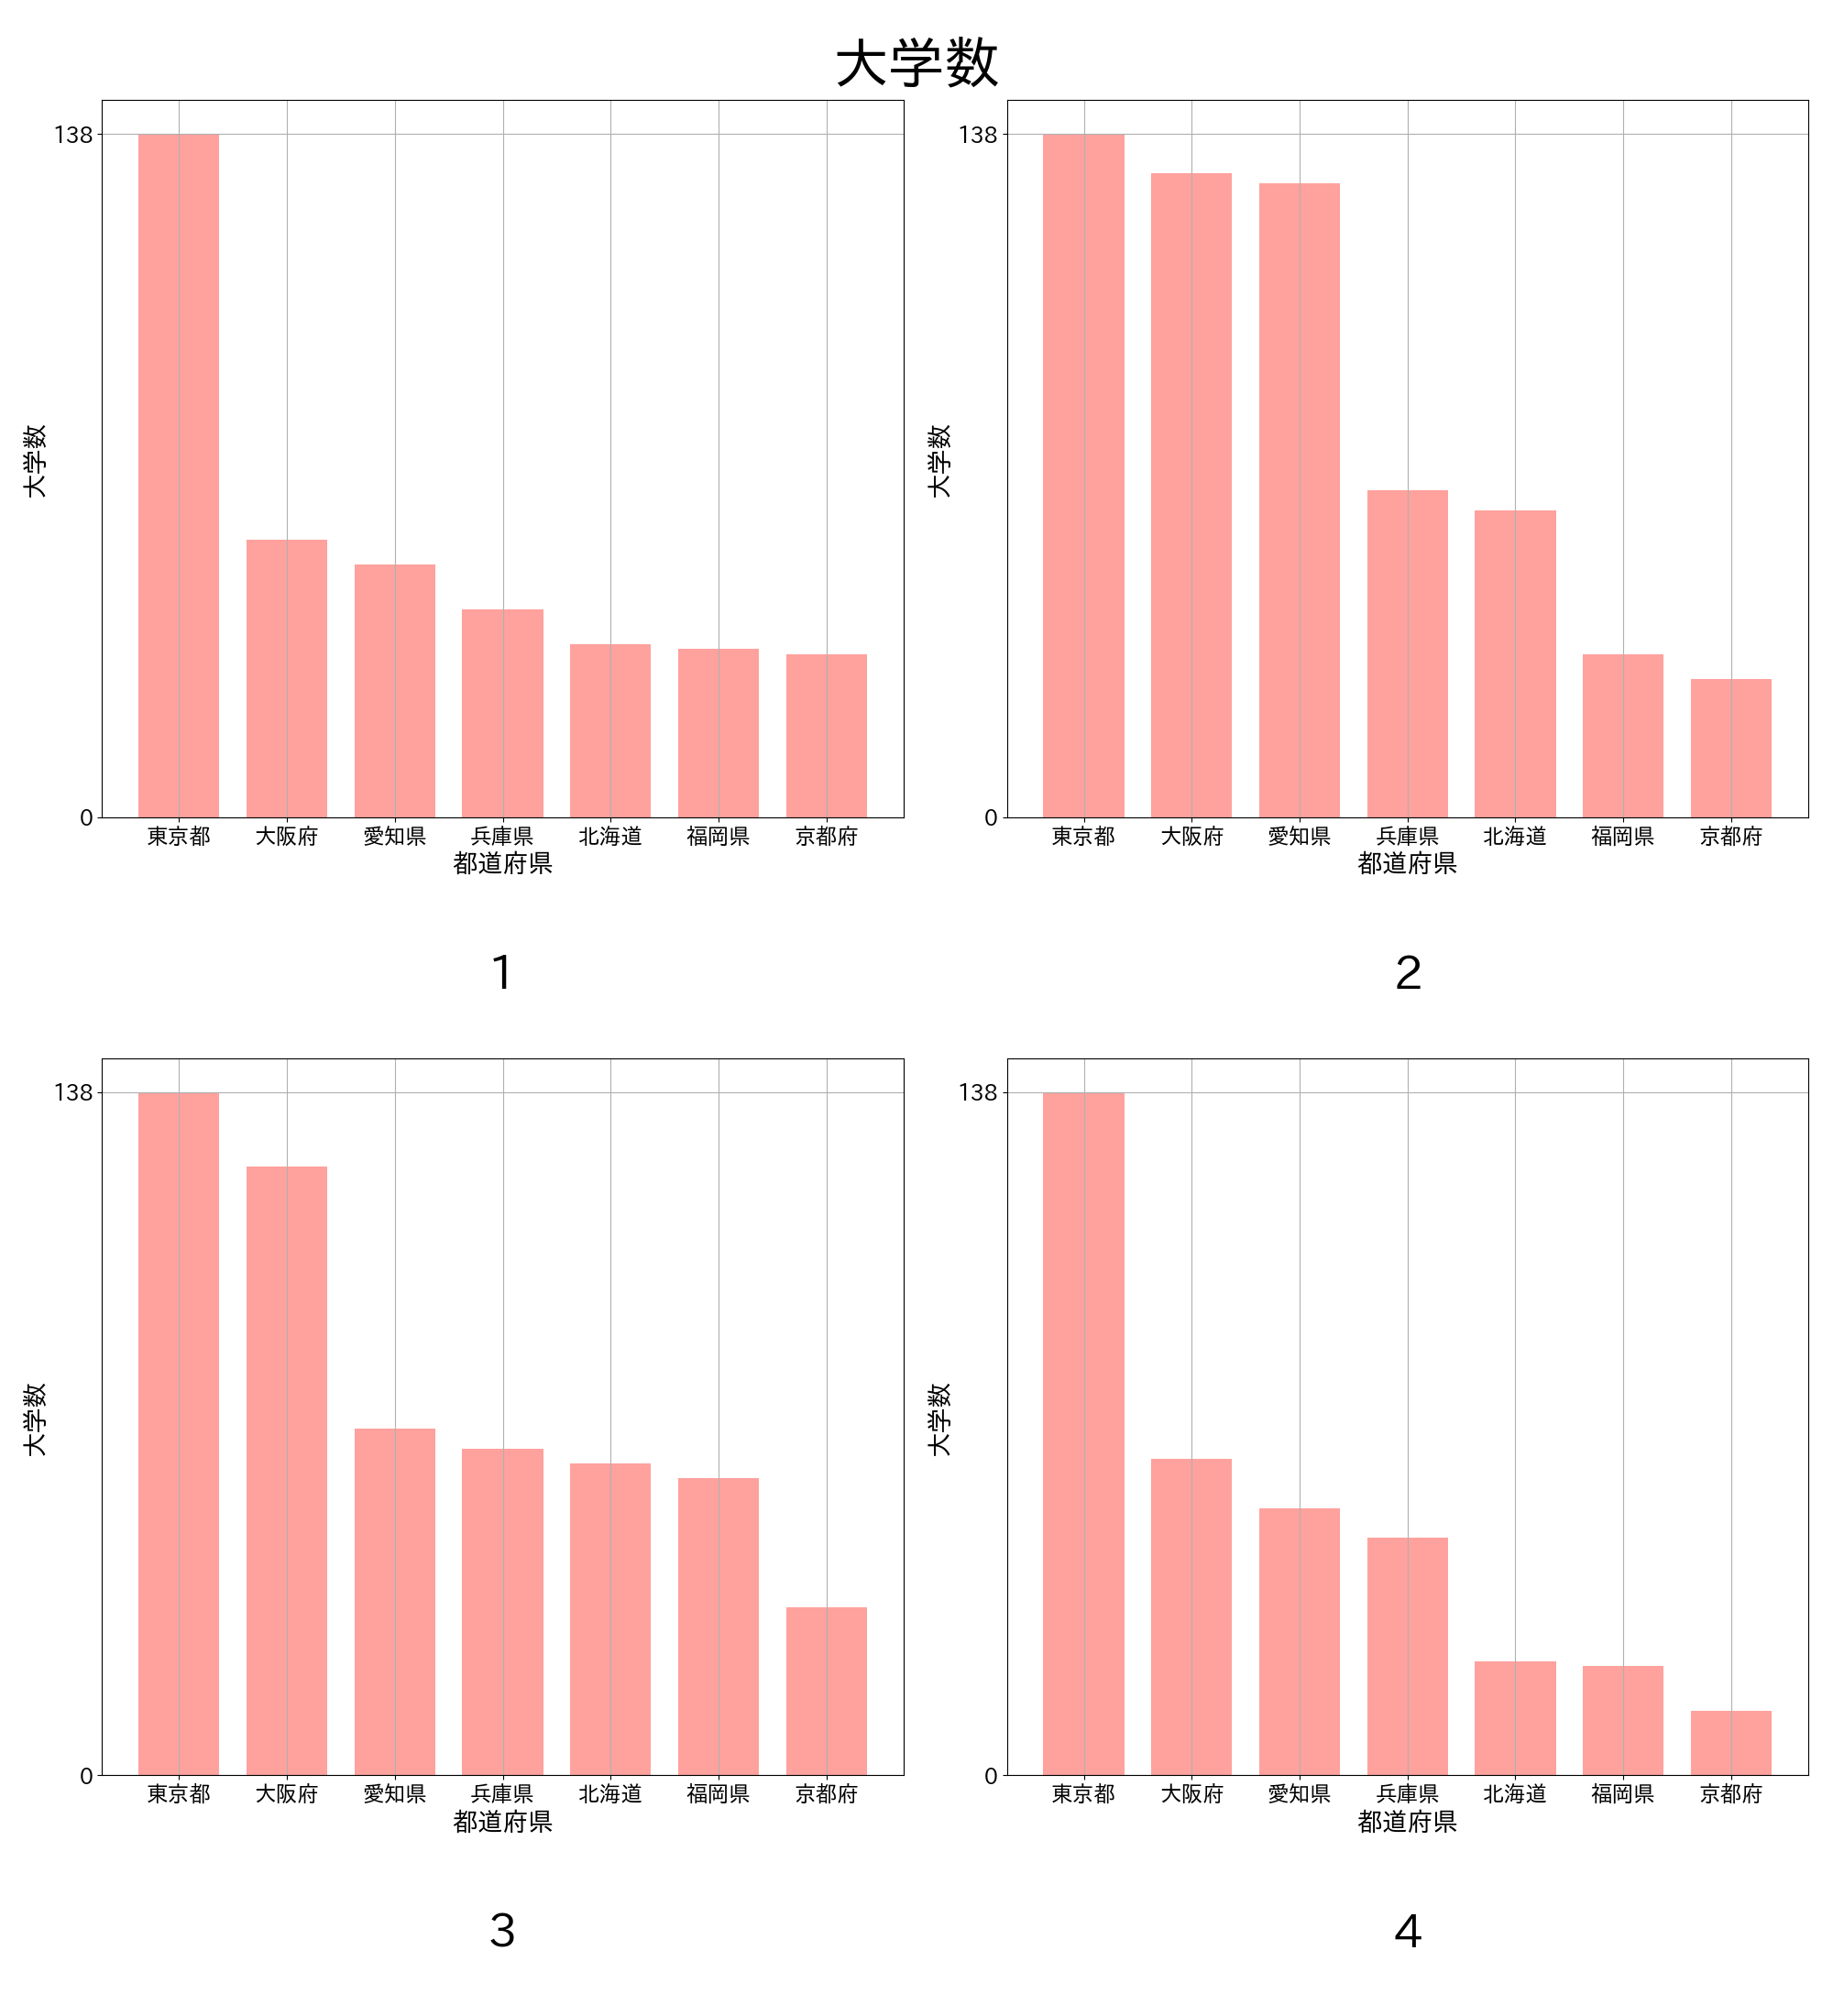 大学数
138
0
大学数
東京都 大阪府 愛知県 兵庫県 北海道 福岡県 京都府
都道府県
1
138
0
大学数
東京都 大阪府 愛知県 兵庫県 北海道 福岡県 京都府
都道府県
2
138
0
大学数
東京都 大阪府 愛知県 兵庫県 北海道 福岡県 京都府
都道府県
3
138
0
大学数
東京都 大阪府 愛知県 兵庫県 北海道 福岡県 京都府
都道府県
4